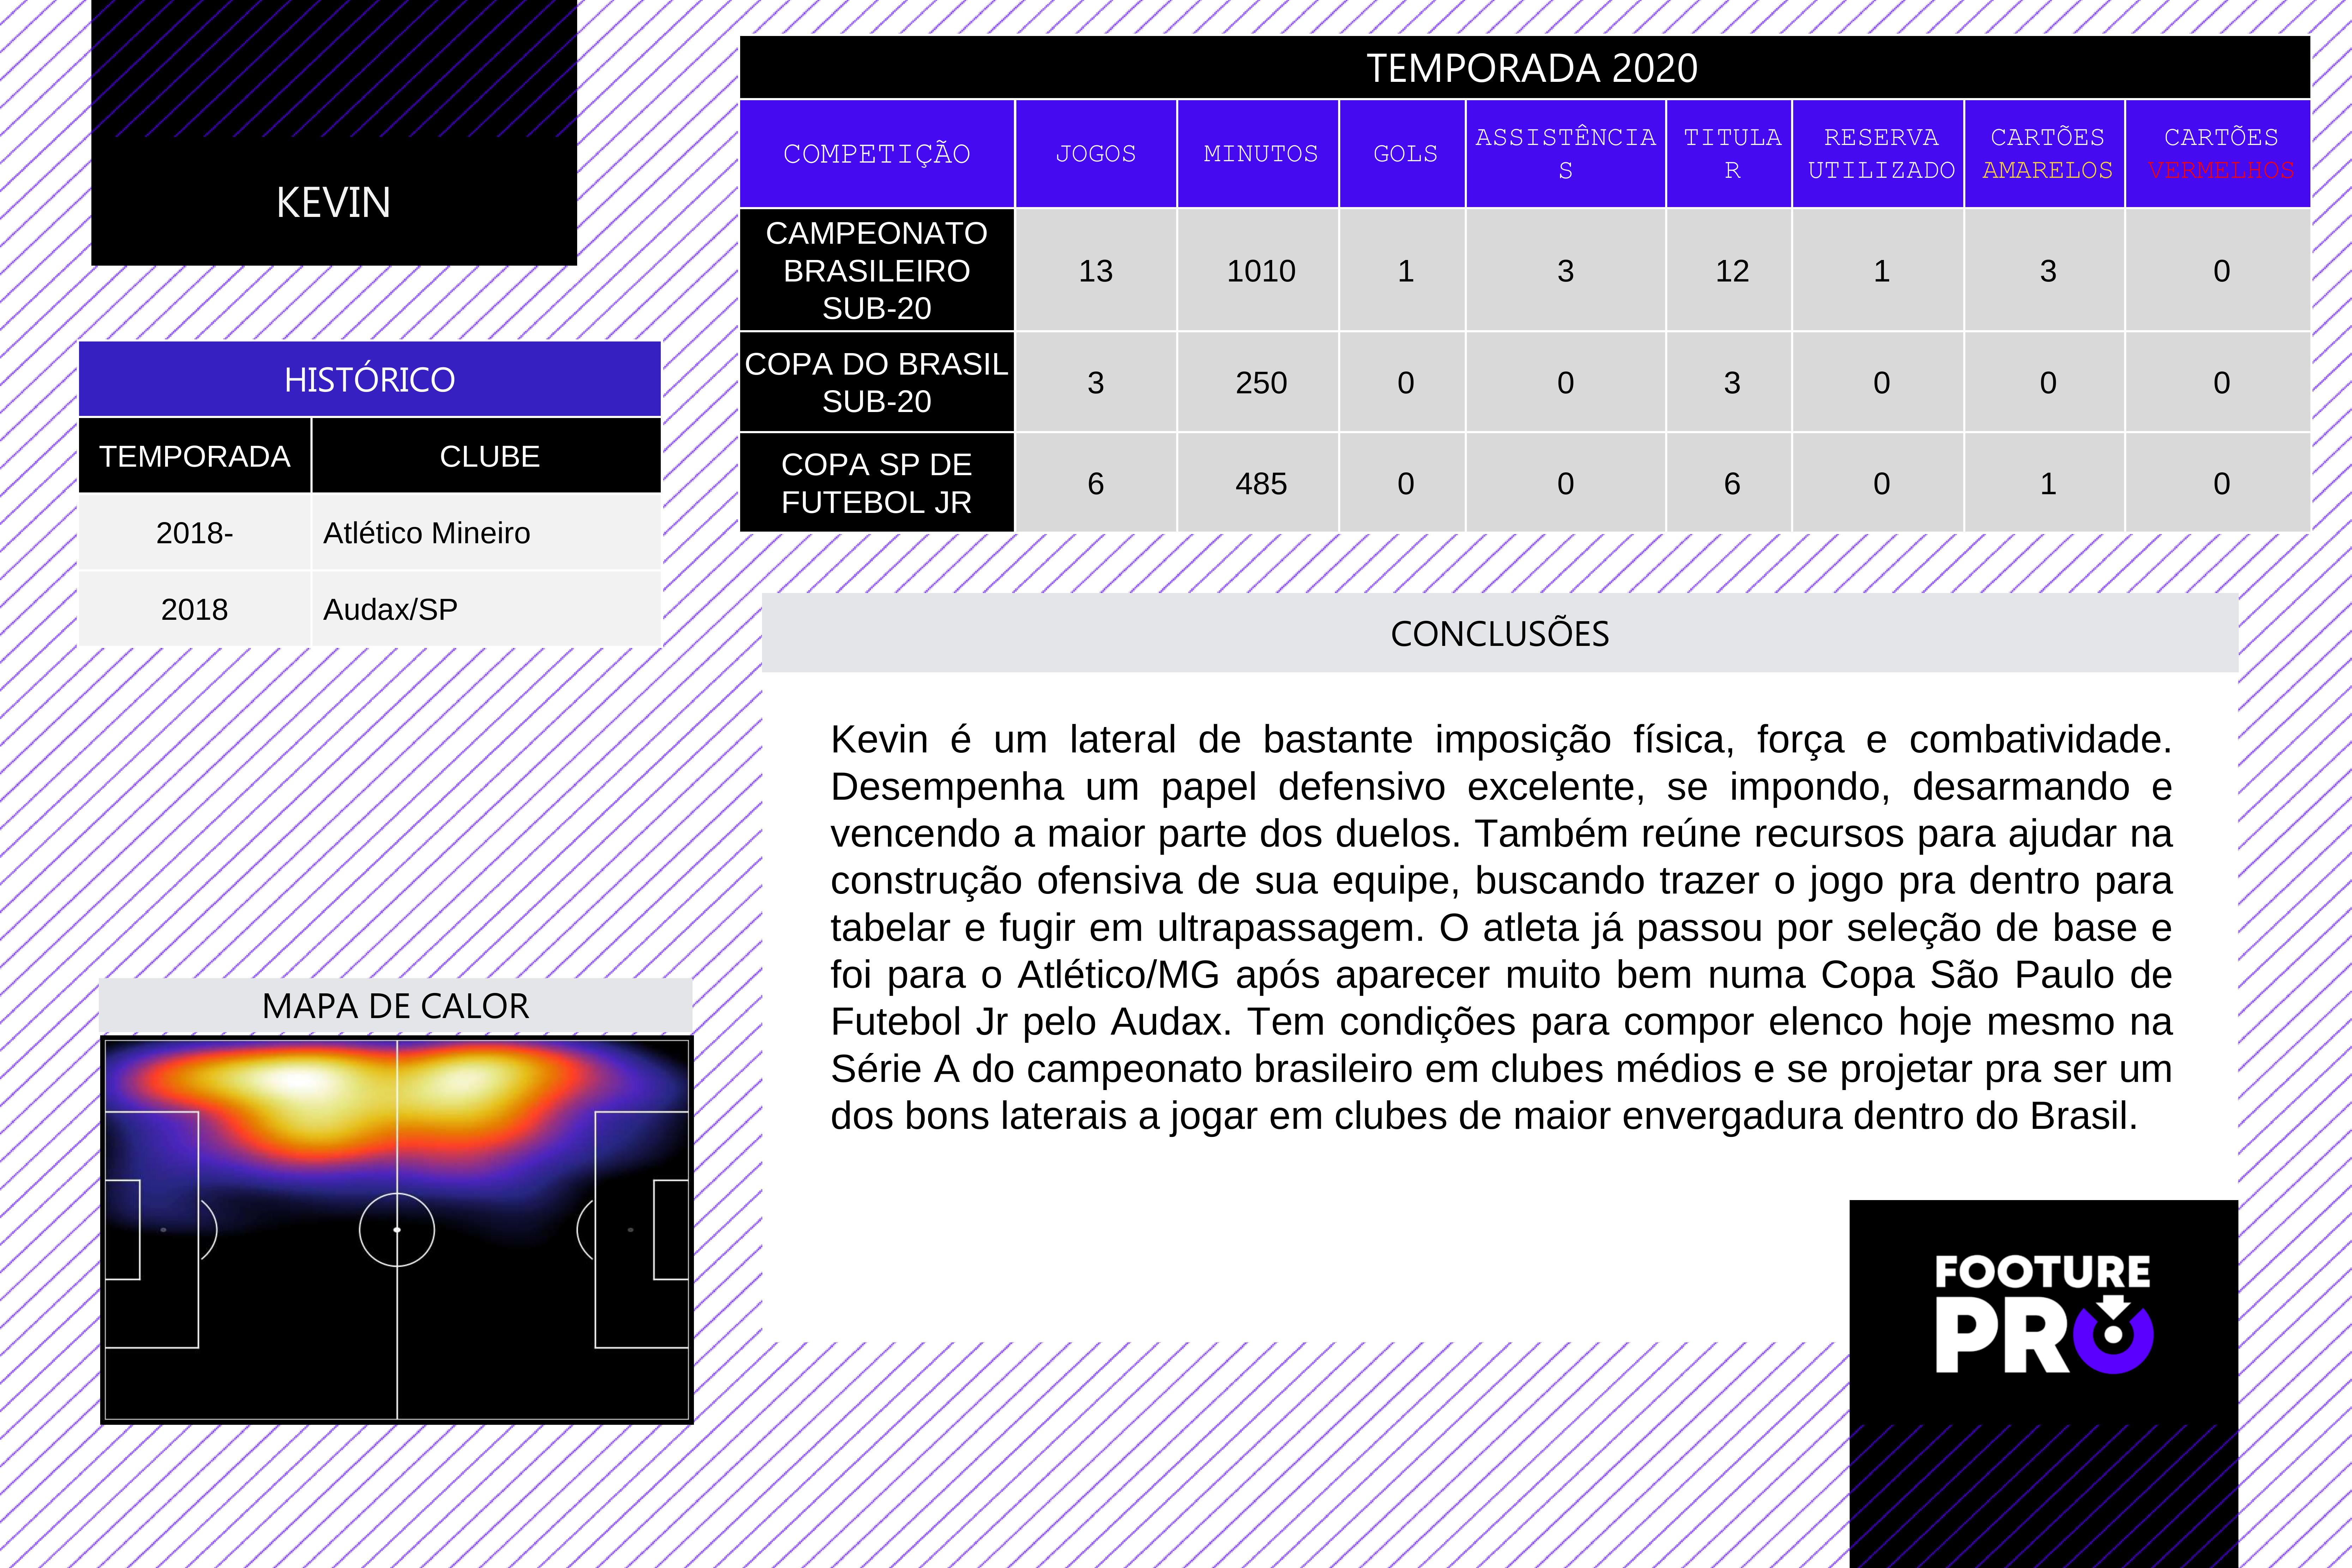 KEVIN
HISTÓRICO
TEMPORADA CLUBE
2018- Atlético Mineiro
2018 Audax/SP
MAPA DE CALOR
TEMPORADA 2020
COMPETIÇÃO JOGOS MINUTOS GOLS ASSISTÊNCIAS TITULAR RESERVA UTILIZADO CARTÕES AMARELOS CARTÕES VERMELHOS
CAMPEONATO
BRASILEIRO
SUB-20
13 1010 1 3 12 1 3 0
COPA DO BRASIL
SUB-20
3 250 0 0 3 0 0 0
COPA SP DE
FUTEBOL JR
6 485 0 0 6 0 1 0
CONCLUSÕES
Kevin é um lateral de bastante imposição física, força e combatividade.
Desempenha um papel defensivo excelente, se impondo, desarmando e
vencendo a maior parte dos duelos. Também reúne recursos para ajudar na
construção ofensiva de sua equipe, buscando trazer o jogo pra dentro para
tabelar e fugir em ultrapassagem. O atleta já passou por seleção de base e
foi para o Atlético/MG após aparecer muito bem numa Copa São Paulo de
Futebol Jr pelo Audax. Tem condições para compor elenco hoje mesmo na
Série A do campeonato brasileiro em clubes médios e se projetar pra ser um
dos bons laterais a jogar em clubes de maior envergadura dentro do Brasil.
FOOTURE
PRO